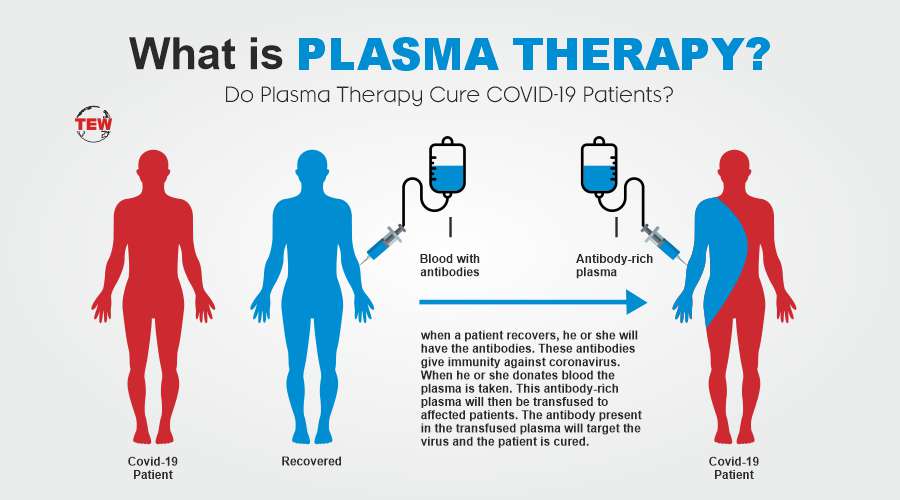 What is PLASMA THERAPY?
Do Plasma Therapy Cure COVID-19 Patients?
TEW
Blood with
antibodies
Antibody-rich
plasma
when a patient recovers, he or she will
have the antibodies. These antibodies
give immunity against coronavirus.
When he or she donates blood the
plasma is taken. This antibody-rich
plasma will then be transfused to
affected patients. The antibody present
in the transfused plasma will target the
virus and the patient is cured.
Covid-19
Patient
Recovered
Covid-19
Patient